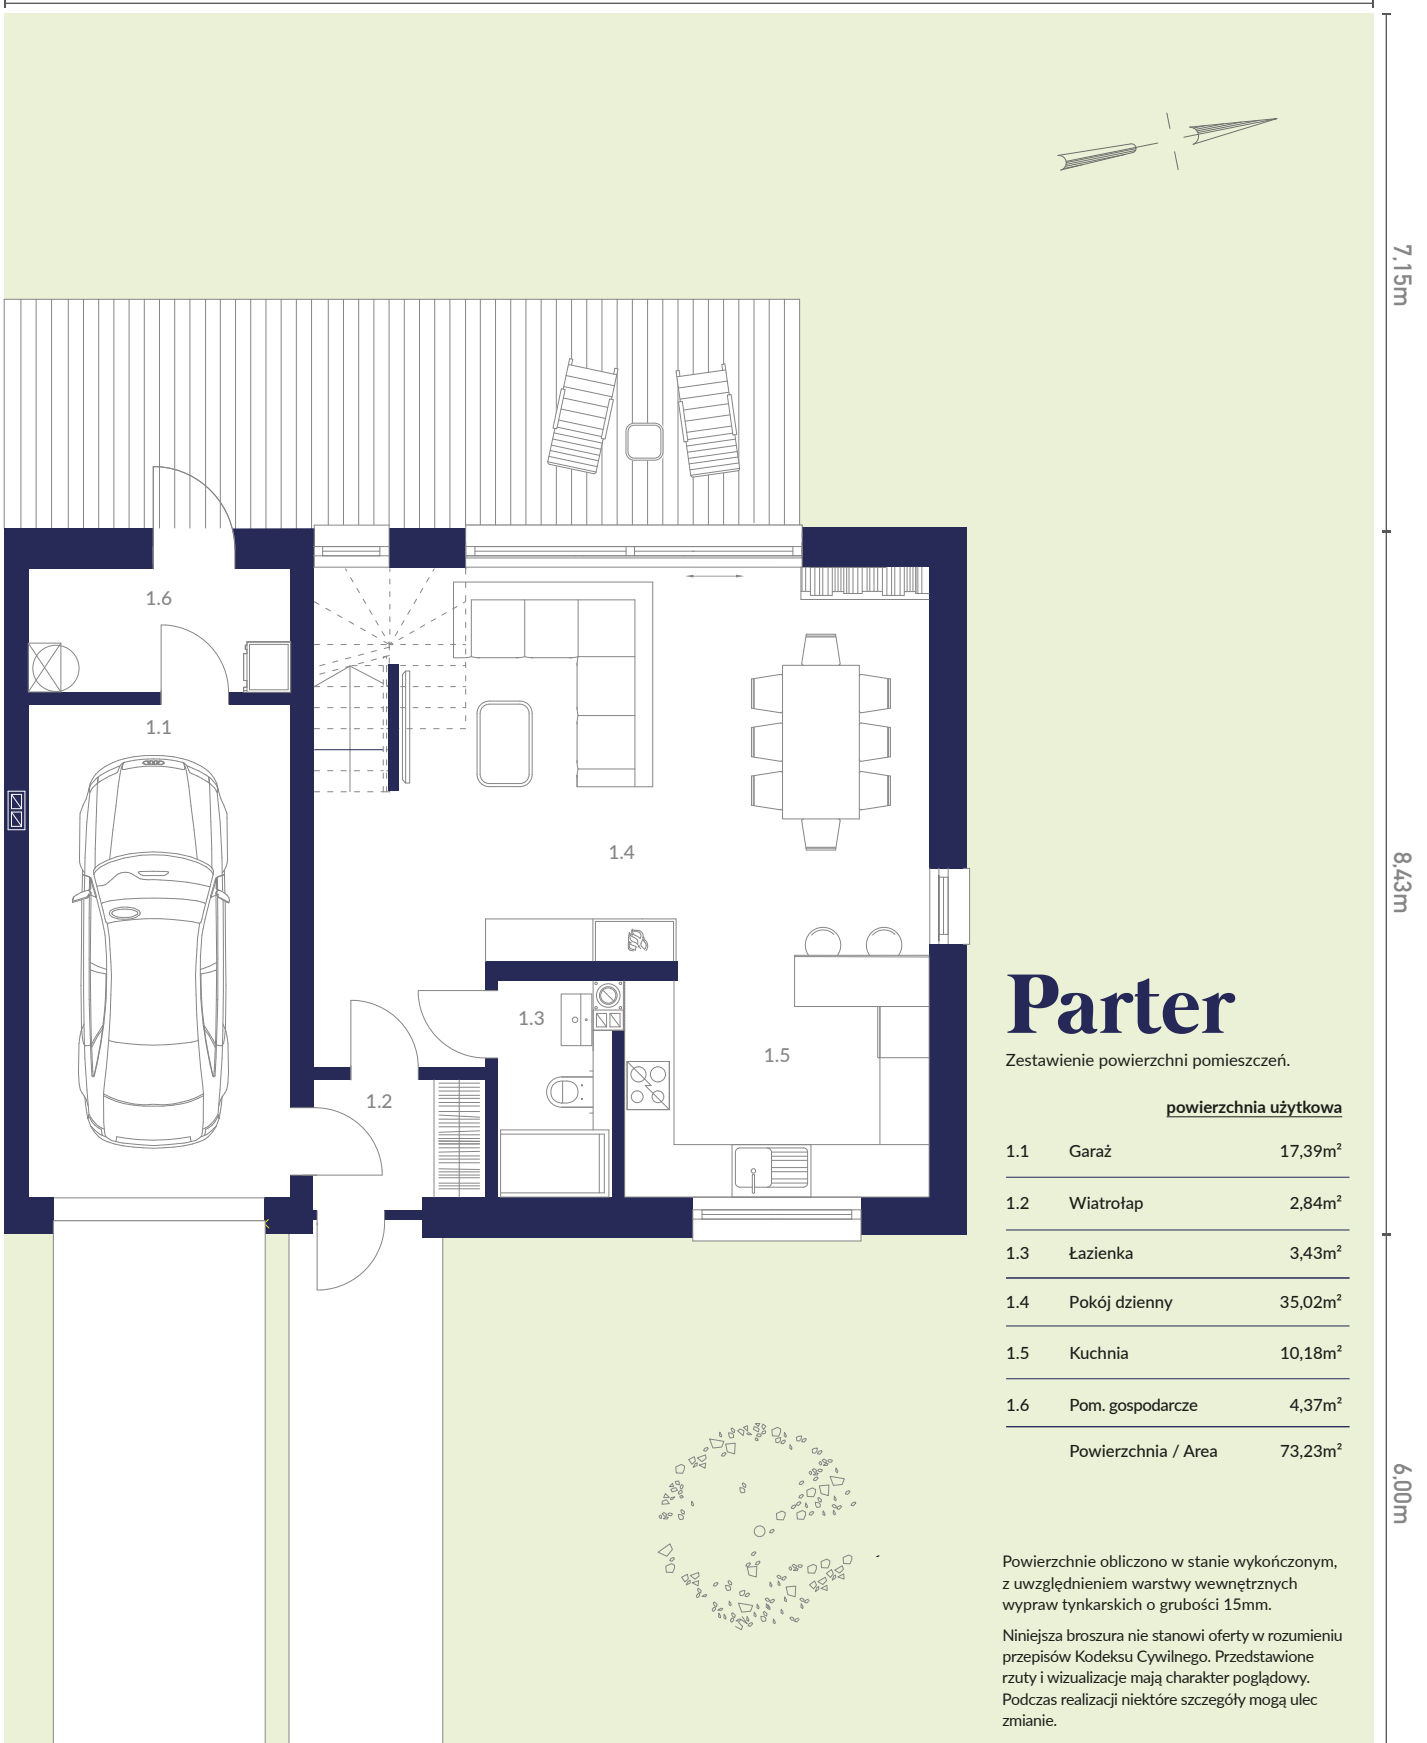 7,15m
1.6
1.1
1.4
8,43m
1.3
1.5
1.2
Parter
Zestawienie powierzchni pomieszczeń.
powierzchnia użytkowa
1.1 Garaż 17,39m²
1.2 Wiatrołap 2,84m²
1.3 Łazienka 3,43m²
1.4 Pokój dzienny 35,02m²
1.5 Kuchnia 10,18m²
1.6 Pom. gospodarcze 4,37m²
Powierzchnia / Area 73,23m²
6,00m
Powierzchnie obliczono w stanie wykończonym,
z uwzględnieniem warstwy wewnętrznych
wypraw tynkarskich o grubości 15mm.
Niniejsza broszura nie stanowi oferty w rozumieniu
przepisów Kodeksu Cywilnego. Przedstawione
rzuty i wizualizacje mają charakter poglądowy.
Podczas realizacji niektóre szczegóły mogą ulec
zmianie.